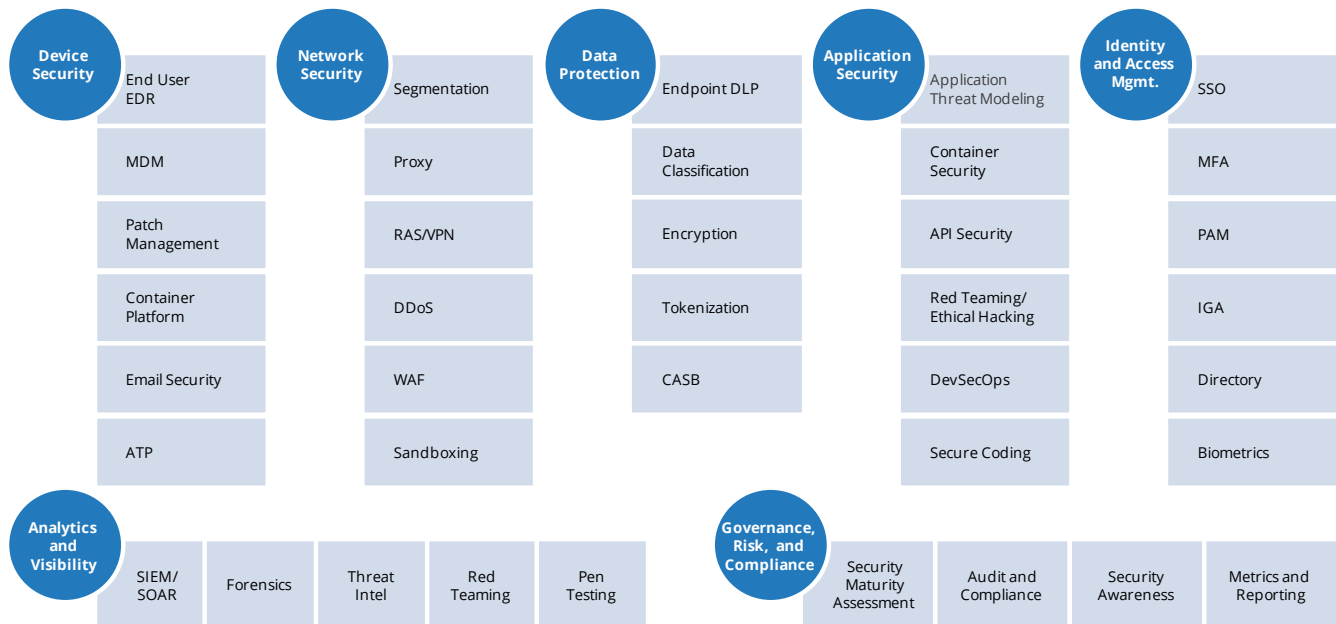 Device
Security
End User
EDR
MDM
Patch
Management
Container
Platform
Email Security
ATP
Network
Security
Segmentation
Proxy
RAS/VPN
DDoS
WAF
Sandboxing
Data
Protection
Endpoint DLP
Data
Classification
Encryption
Tokenization
CASB
Application
Security
Application
Threat Modeling
Container
Security
API Security
Red Teaming/
Ethical Hacking
DevSecOps
Secure Coding
Identity
and Access
Mgmt.
SSO
MFA
PAM
IGA
Directory
Biometrics
Analytics
and
Visibility
SIEM/
SOAR
Forensics
Threat
Intel
Red
Teaming
Pen
Testing
Governance,
Risk, and
Compliance
Security
Maturity
Assessment
Audit and
Compliance
Security
Awareness
Metrics and
Reporting